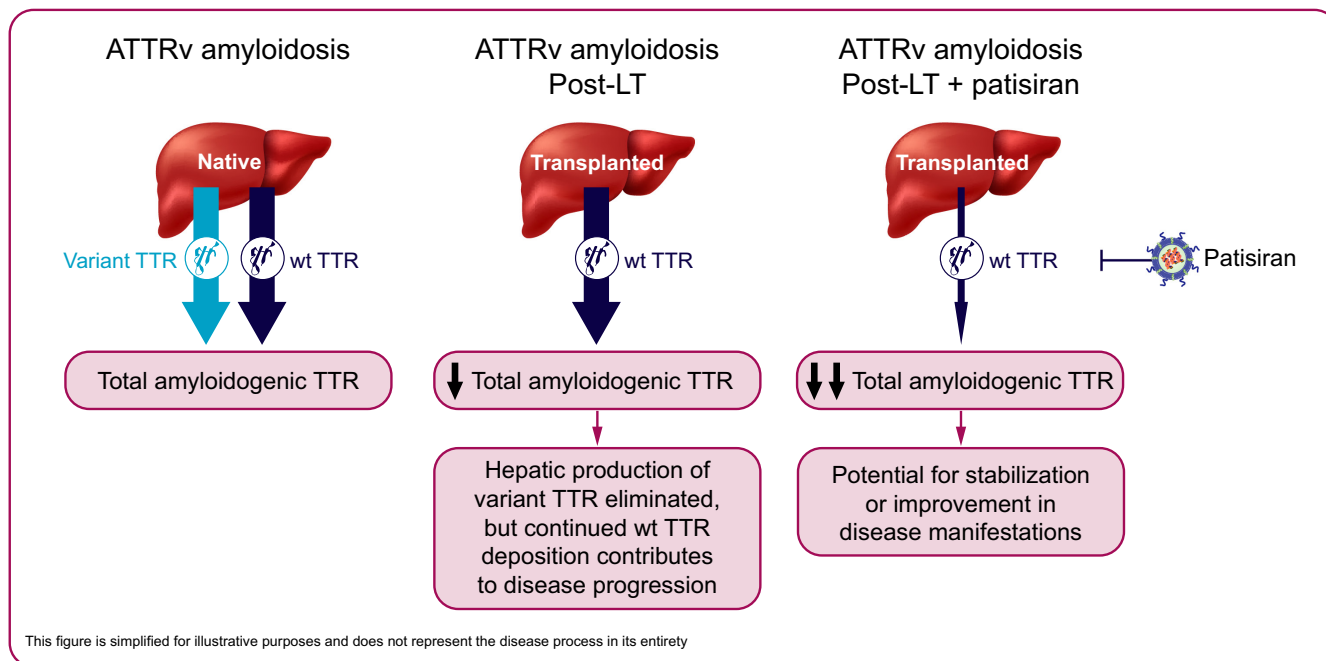 ATTRv amyloidosis
Native
Variant TTR
wt TTR
Total amyloidogenic TTR
ATTRv amyloidosis
Post-LT
Transplanted
wt TTR
Total amyloidogenic TTR
Hepatic production of
variant TTR eliminated,
but continued wt TTR
deposition contributes
to disease progression
ATTRv amyloidosis
Post-LT + patisiran
Transplanted
wt TTR
Patisiran
Total amyloidogenic TTR
Potential for stabilization
or improvement in
disease manifestations
This figure is simplified for illustrative purposes and does not represent the disease process in its entirety